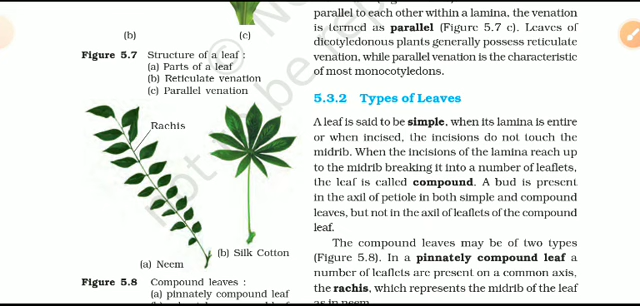 (b)
(c)
Figure 5.7 Structure of a leaf :
(a) Parts of a leaf
(b) Reticulate venation
(c) Parallel venation
Rachis
(b) Silk Cotton
(a) Neem
Figure 5.8 Compound leaves :
(a) pinnately compound leaf
parallel to each other within a lamina, the venation
is termed as parallel (Figure 5.7 c). Leaves of
dicotyledonous plants generally possess reticulate
venation, while parallel venation is the characteristic
of most monocotyledons.
5.3.2 Types of Leaves
A leaf is said to be simple, when its lamina is entire
or when incised, the incisions do not touch the
midrib. When the incisions of the lamina reach up
to the midrib breaking it into a number of leaflets,
the leaf is called compound. A bud is present
in the axil of petiole in both simple and compound
leaves, but not in the axil of leaflets of the compound
leaf.
The compound leaves may be of two types
(Figure 5.8). In a pinnately compound leaf a
number of leaflets are present on a common axis,
the rachis, which represents the midrib of the leaf
as in neem.